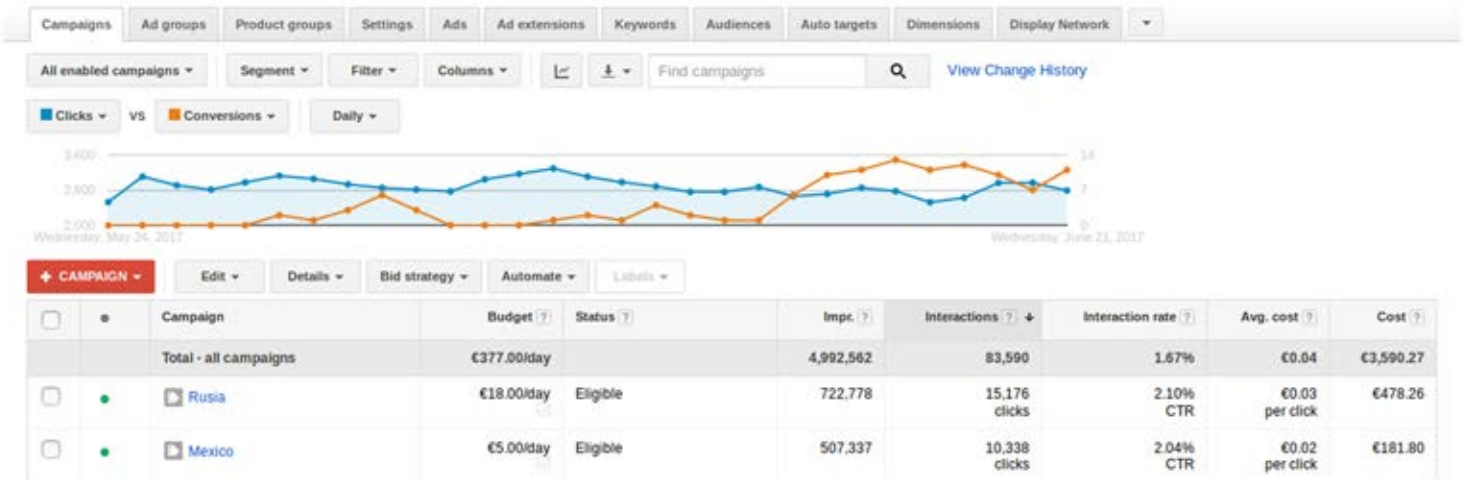 Campaigns Ad groups Product groups Settings Ads Ad extensions Keywords Audiences Auto targets Dimensions Display Network
All enabled campaigns Segment Filter Columns Find campaigns View Change History
Clicks VS Conversions Daily
3,600 14
2,800 7
2,000 0
Wednesday, May 24, 2017 Wednesday, June 21, 2017
+ CAMPAIGN Edit Details Bid strategy Automate Labels
Campaign Budget ? Status ? Impr. ? Interactions ? Interaction rate ? Avg. cost ? Cost ?
Total - all campaigns €377.00/day 4,992,562 83,590 1.67% €0.04 €3,590.27
Rusia €18.00/day Eligible 722,778 15,176 2.10% €0.03 €478.26
clicks CTR per click
Mexico €5.00/day Eligible 507,337 10,338 2.04% €0.02 €181.80
clicks CTR per click